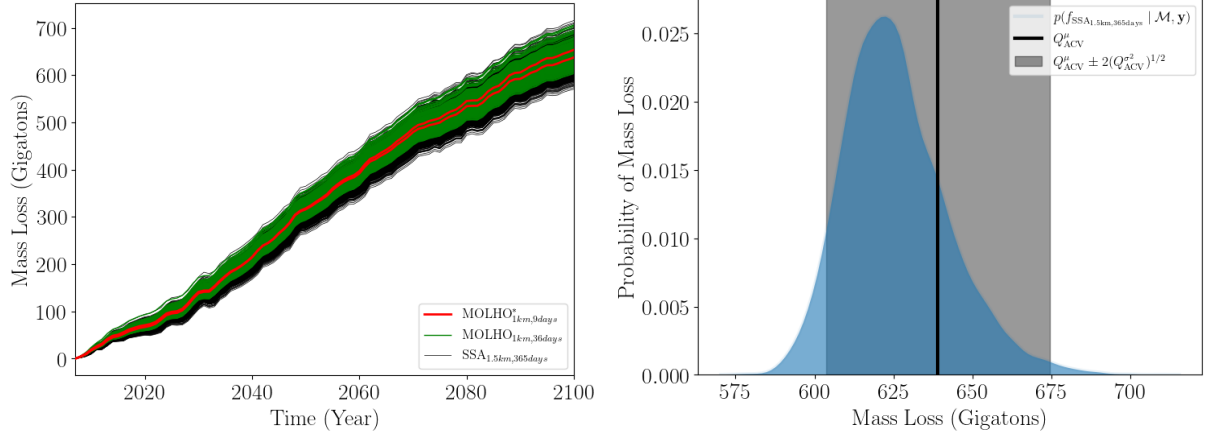 700
600
500
400
300
200
100
0
Mass Loss (Gigatons)
2020
2040
2060
2080
2100
Time (Year)
MOLHO*1km,9days
MOLHO1km,36days
SSA1.5km,365days
0.025
0.020
0.015
0.010
0.005
0.000
Probability of Mass Loss
575
600
625
650
675
700
Mass Loss (Gigatons)
p(fSSA1.5km,365days | M, y)
Q^μ_ACV
Q^μ_ACV ± 2(Q^σ²_ACV)^1/2